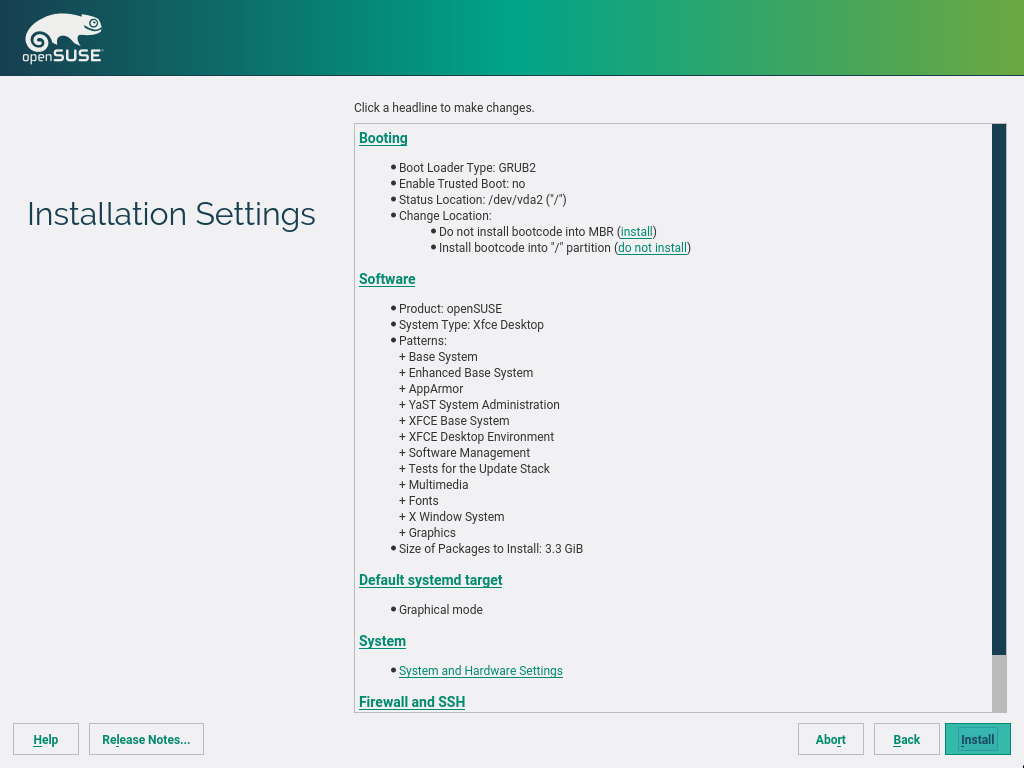 openSUSE
Click a headline to make changes.
Installation Settings
Booting
Boot Loader Type: GRUB2
Enable Trusted Boot: no
Status Location: /dev/vda2 ("/")
Change Location:
Do not install bootcode into MBR (install)
Install bootcode into "/" partition (do not install)
Software
Product: openSUSE
System Type: Xfce Desktop
Patterns:
+ Base System
+ Enhanced Base System
+ AppArmor
+ YaST System Administration
+ XFCE Base System
+ XFCE Desktop Environment
+ Software Management
+ Tests for the Update Stack
+ Multimedia
+ Fonts
+ X Window System
+ Graphics
Size of Packages to Install: 3.3 GiB
Default systemd target
Graphical mode
System
System and Hardware Settings
Firewall and SSH
Help Release Notes... Abort Back Install